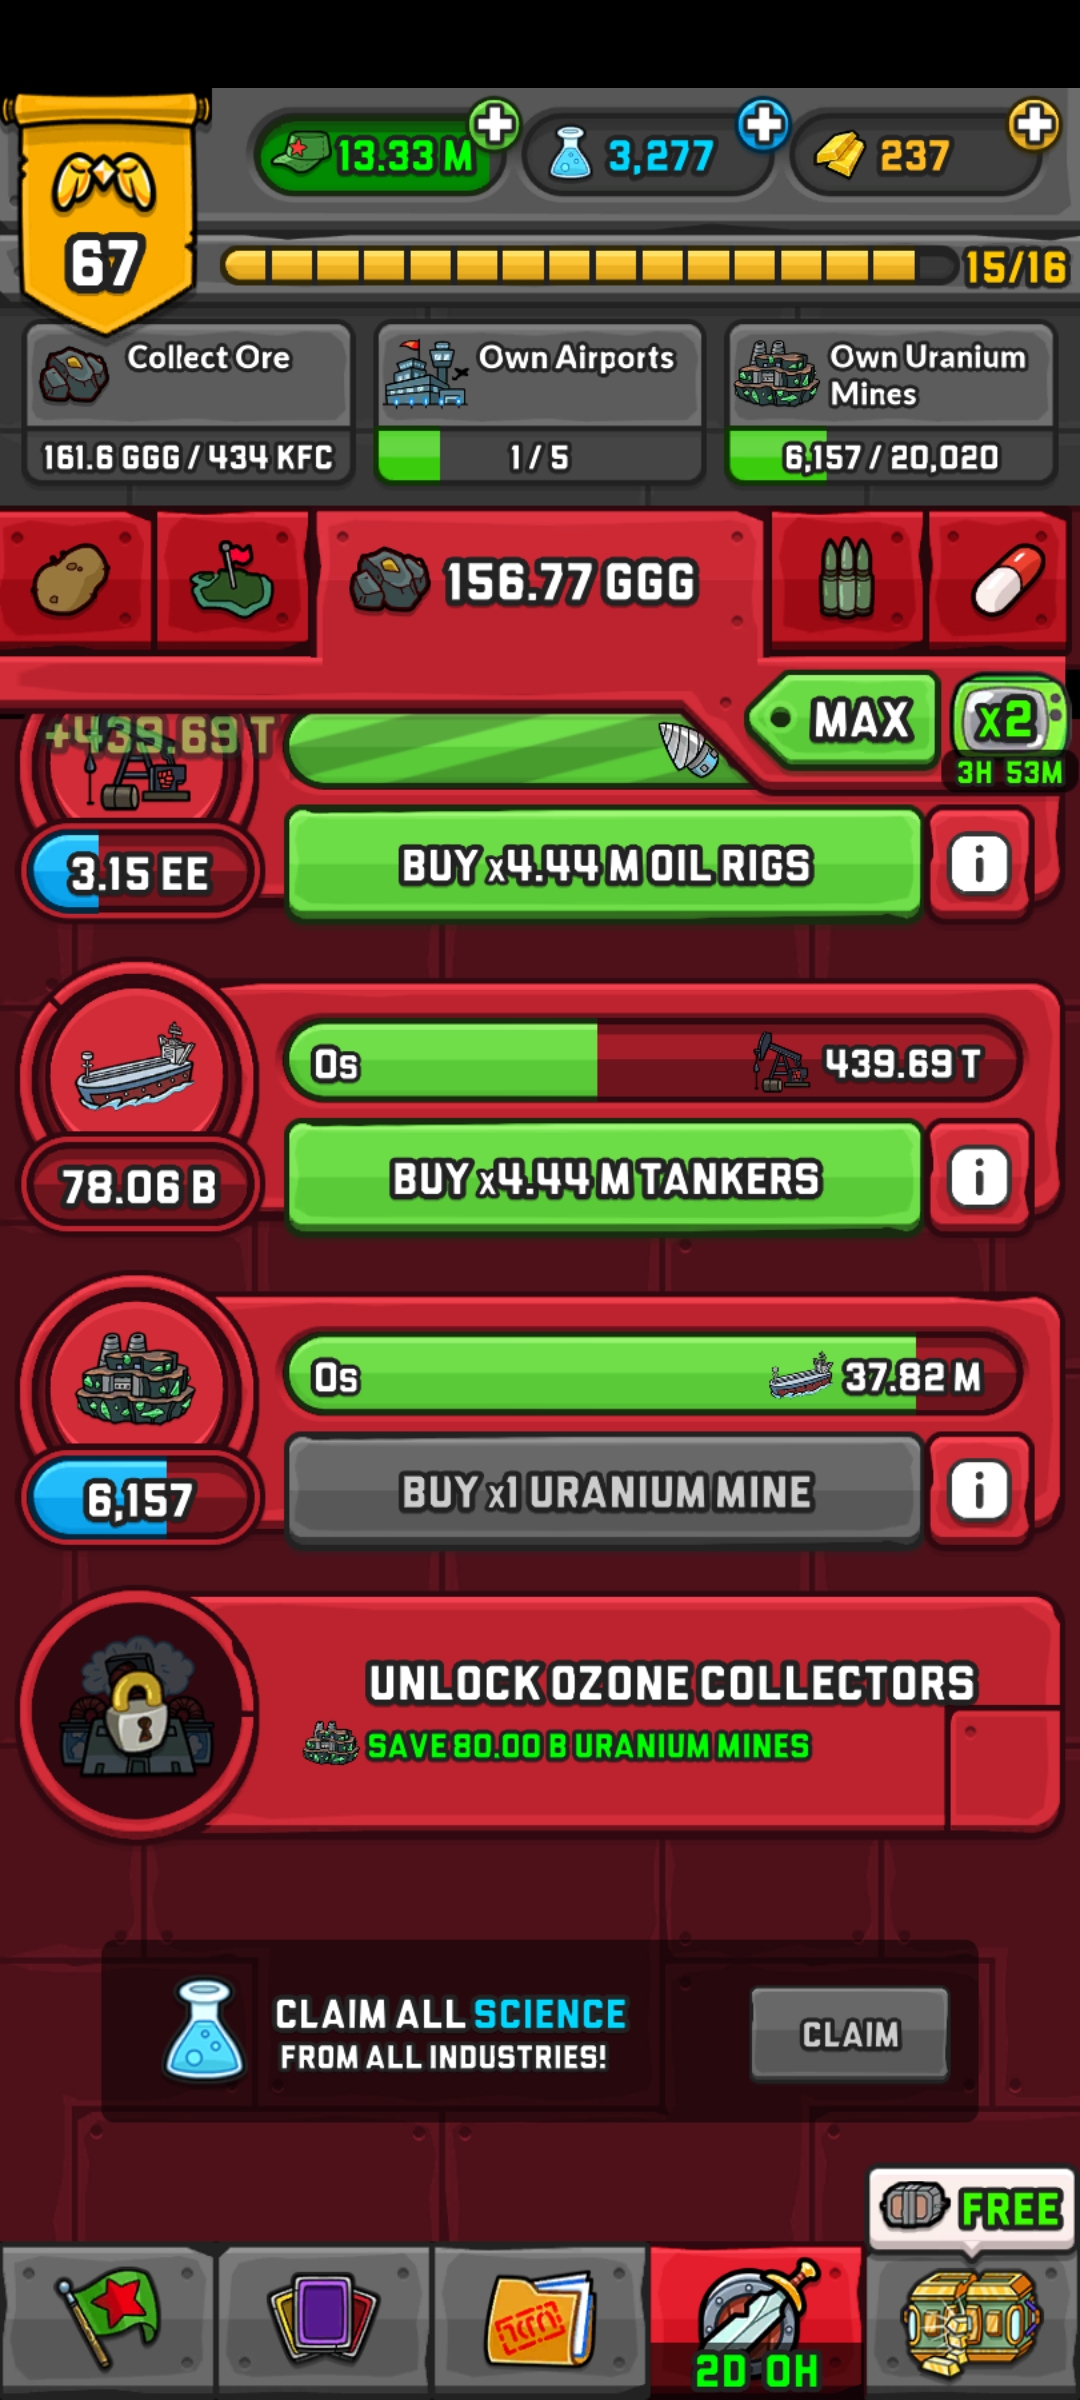 13.33 M
3,277
237
67
15/16
Collect Ore
Own Airports
Own Uranium
Mines
161.6 GGG / 434 KFC
1 / 5
6,157 / 20,020
156.77 GGG
MAX
x2
3H 53M
+439.69 T
3.15 EE
BUY x4.44 M OIL RIGS
i
0s
439.69 T
78.06 B
BUY x4.44 M TANKERS
i
0s
37.82 M
6,157
BUY x1 URANIUM MINE
i
UNLOCK OZONE COLLECTORS
SAVE 80.00 B URANIUM MINES
CLAIM ALL SCIENCE
FROM ALL INDUSTRIES!
CLAIM
FREE
2D 0H